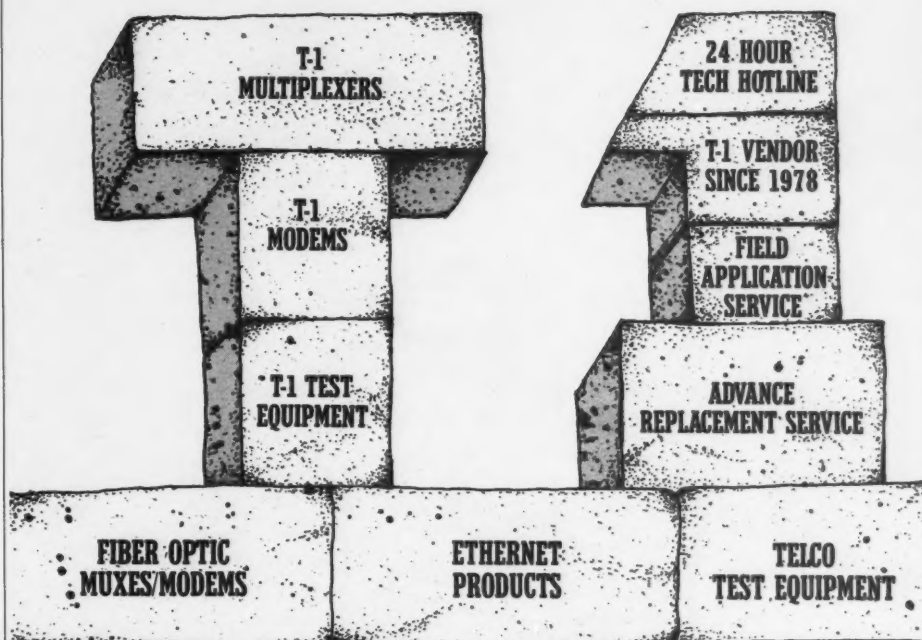 T-1
MULTIPLEXERS
T-1
MODEMS
T-1 TEST
EQUIPMENT
24 HOUR
TECH HOTLINE
T-1 VENDOR
SINCE 1978
FIELD
APPLICATION
SERVICE
ADVANCE
REPLACEMENT SERVICE
FIBER OPTIC
MUXES/MODEMS
ETHERNET
PRODUCTS
TELCO
TEST EQUIPMENT